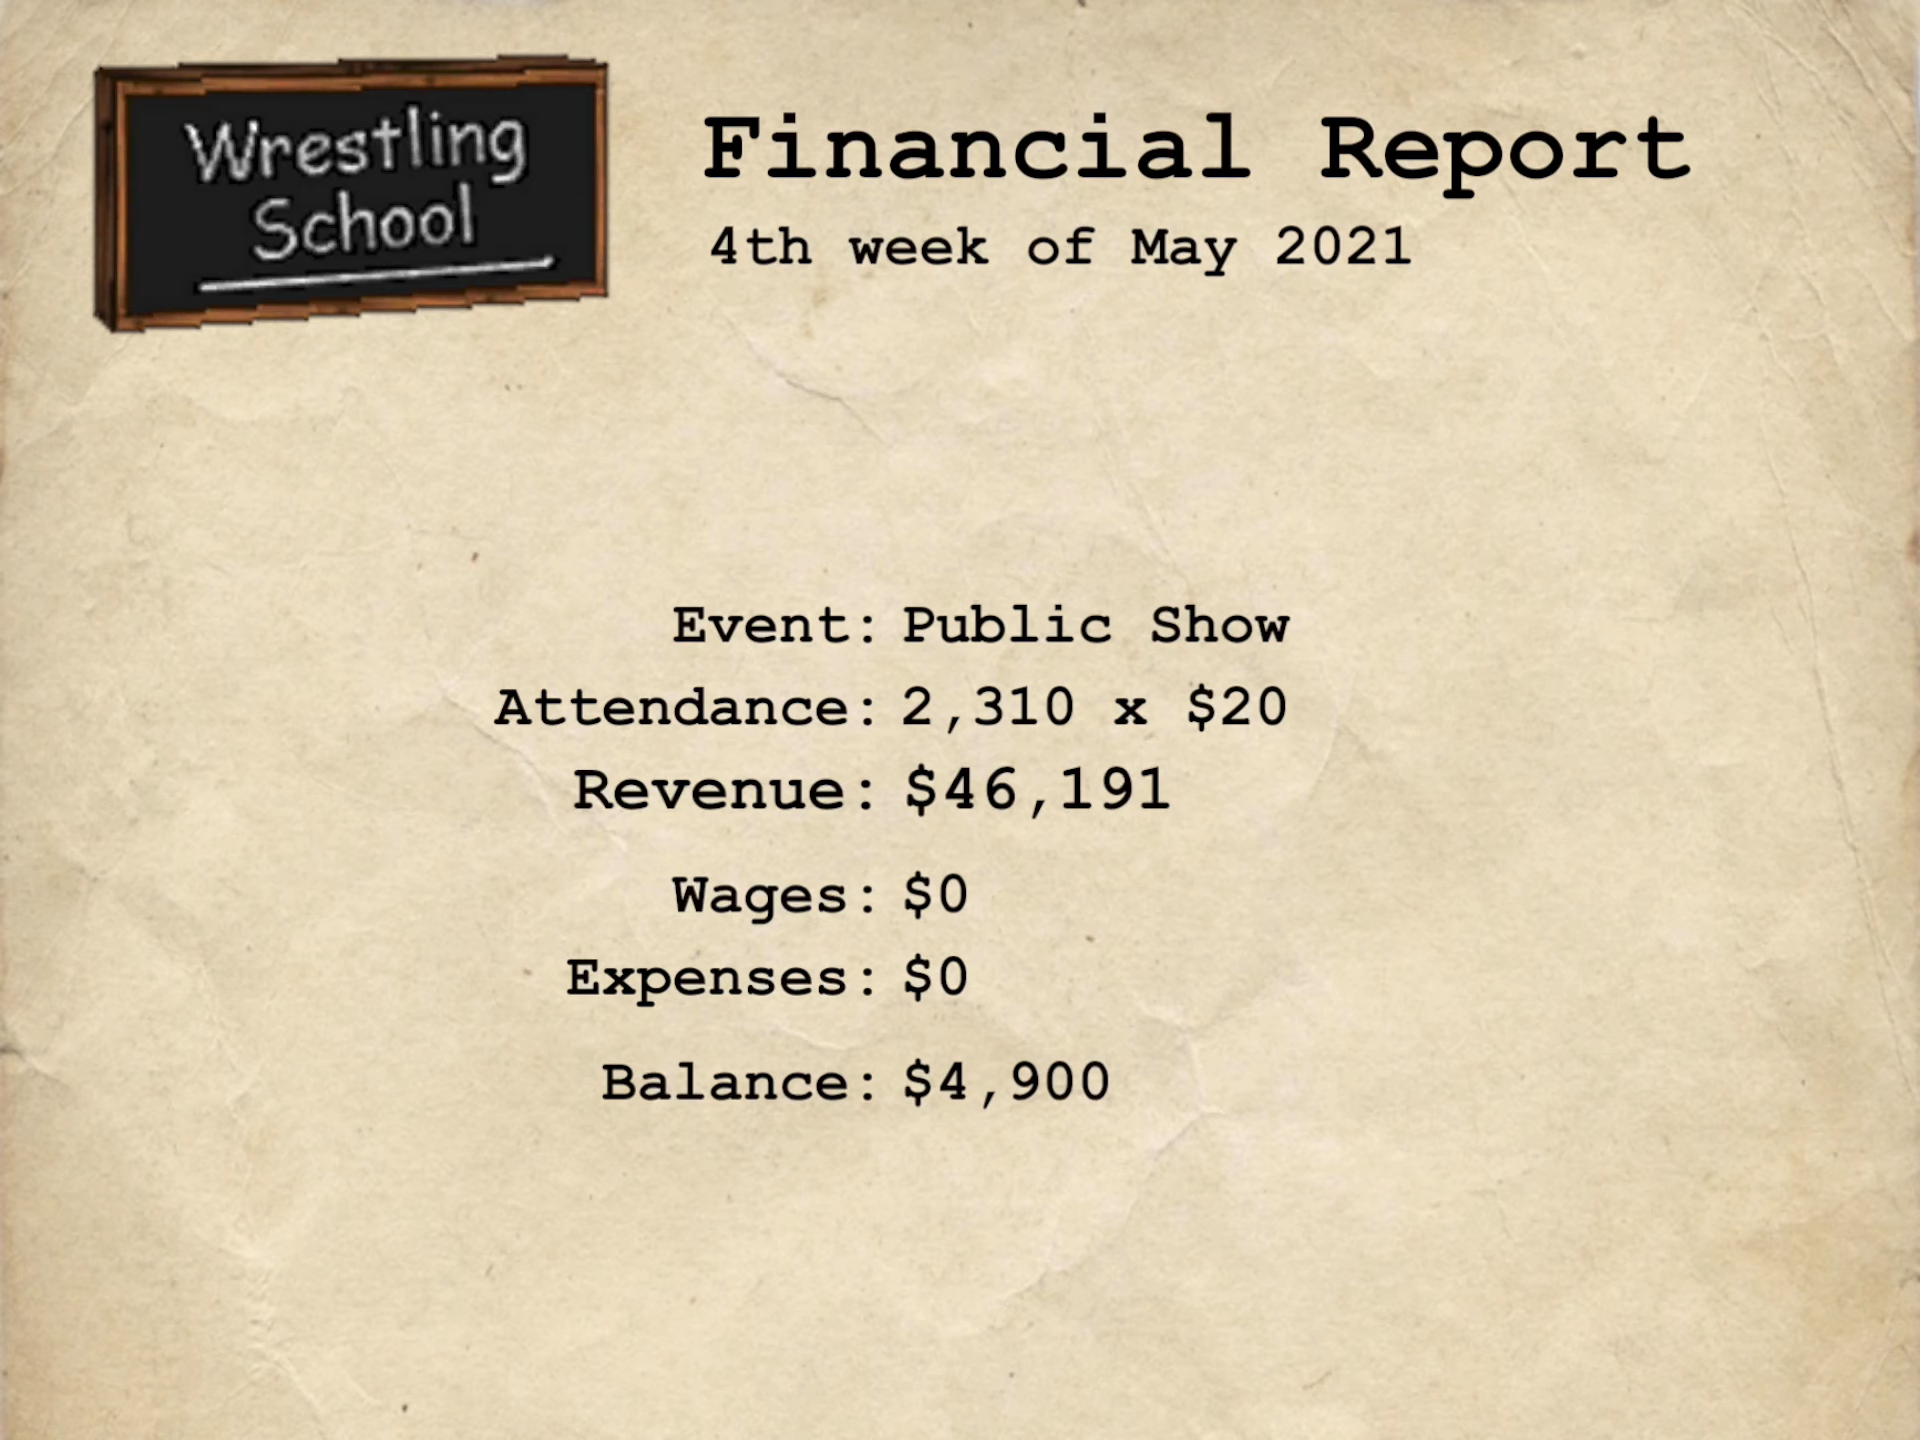 Wrestling
School
Financial Report
4th week of May 2021
Event: Public Show
Attendance: 2,310 x $20
Revenue: $46,191
Wages: $0
Expenses: $0
Balance: $4,900